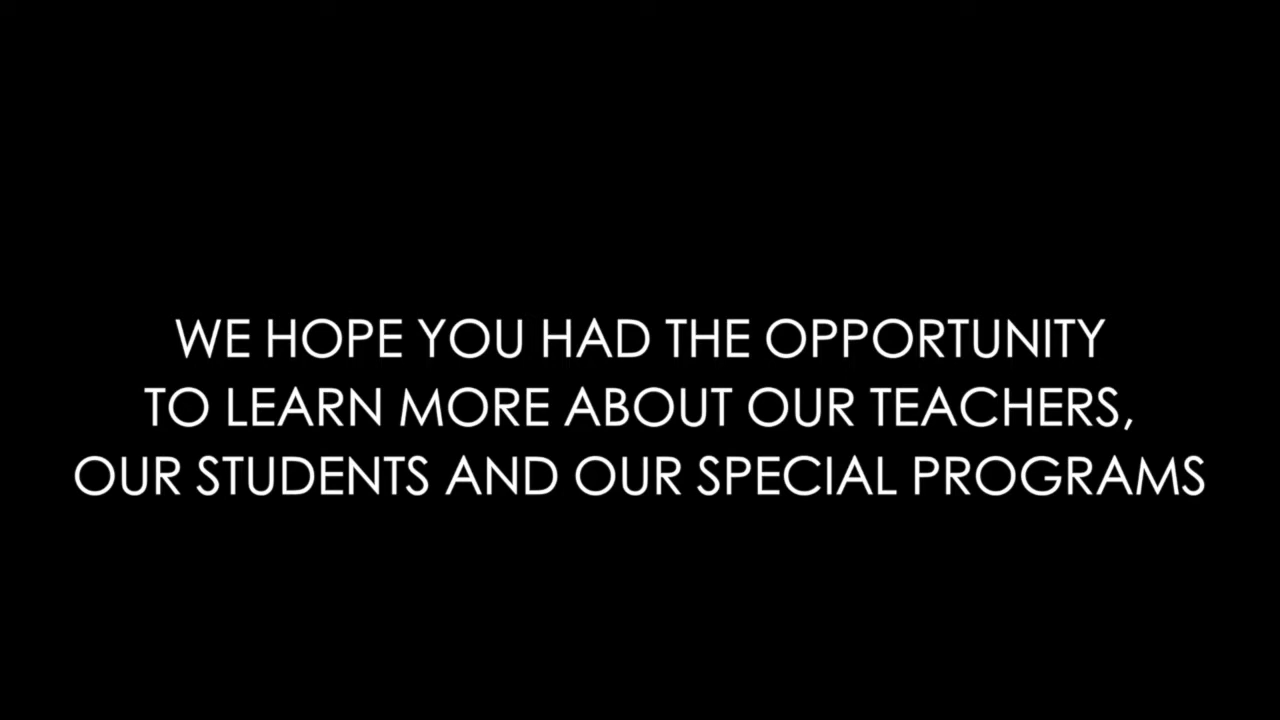 WE HOPE YOU HAD THE OPPORTUNITY
TO LEARN MORE ABOUT OUR TEACHERS,
OUR STUDENTS AND OUR SPECIAL PROGRAMS